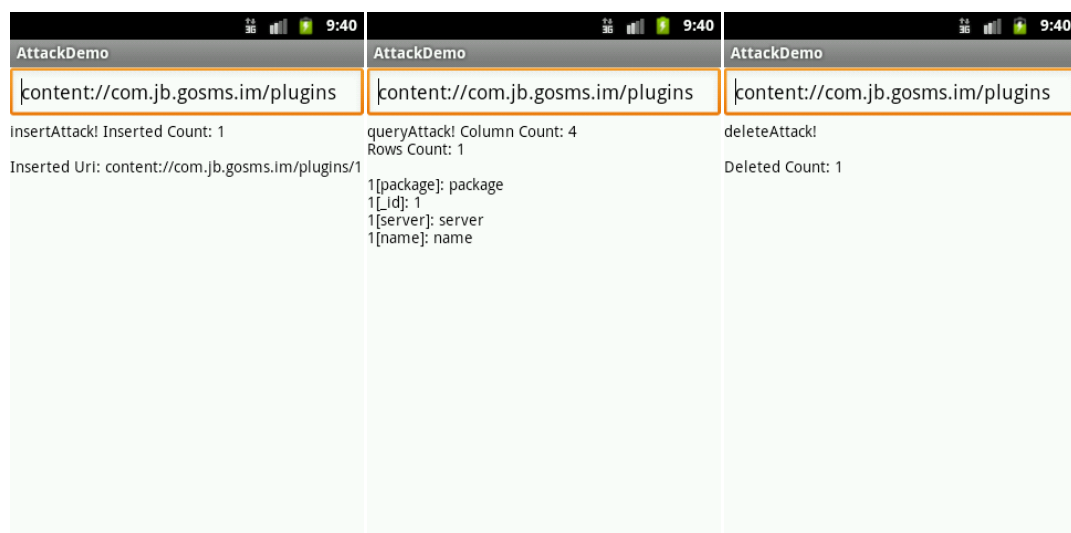 3G 9:40
AttackDemo
content://com.jb.gosms.im/plugins
insertAttack! Inserted Count: 1
Inserted Uri: content://com.jb.gosms.im/plugins/1
3G 9:40
AttackDemo
content://com.jb.gosms.im/plugins
queryAttack! Column Count: 4
Rows Count: 1
1[package]: package
1[_id]: 1
1[server]: server
1[name]: name
3G 9:40
AttackDemo
content://com.jb.gosms.im/plugins
deleteAttack!
Deleted Count: 1